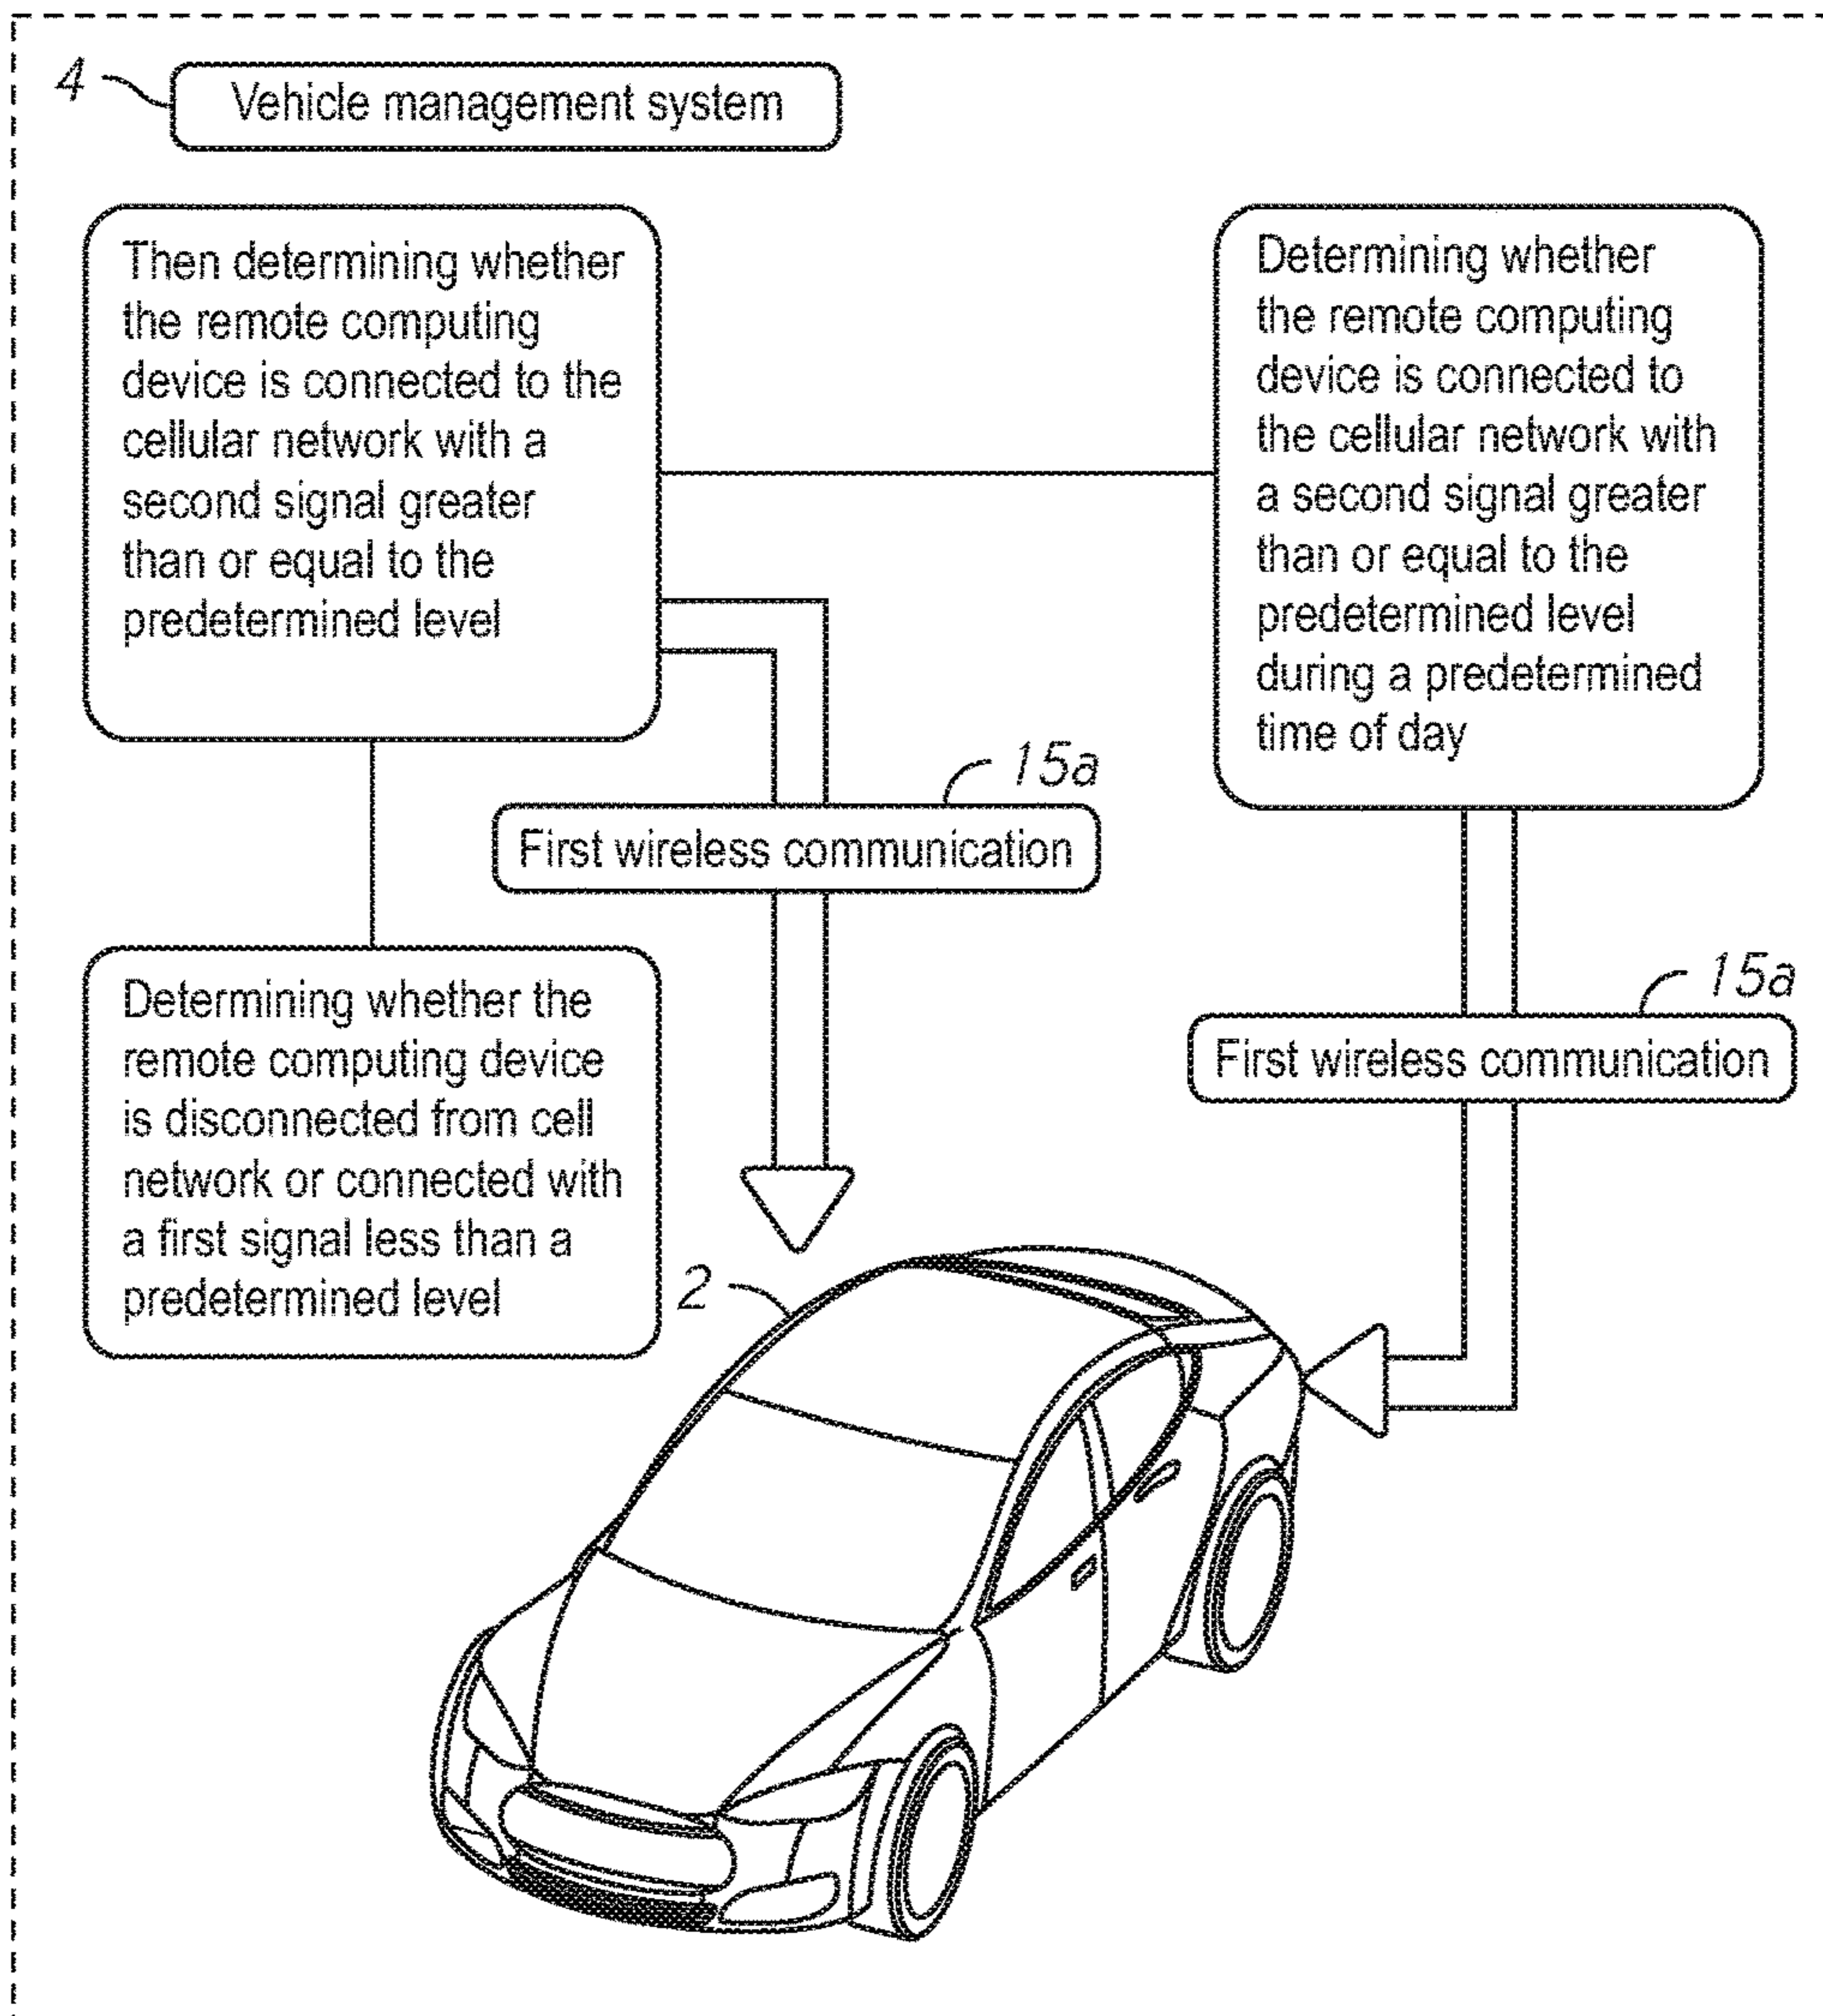 4
Vehicle management system
Then determining whether
the remote computing
device is connected to the
cellular network with a
second signal greater
than or equal to the
predetermined level
Determining whether
the remote computing
device is connected to
the cellular network with
a second signal greater
than or equal to the
predetermined level
during a predetermined
time of day
15a
First wireless communication
15a
First wireless communication
Determining whether the
remote computing device
is disconnected from cell
network or connected with
a first signal less than a
predetermined level
2